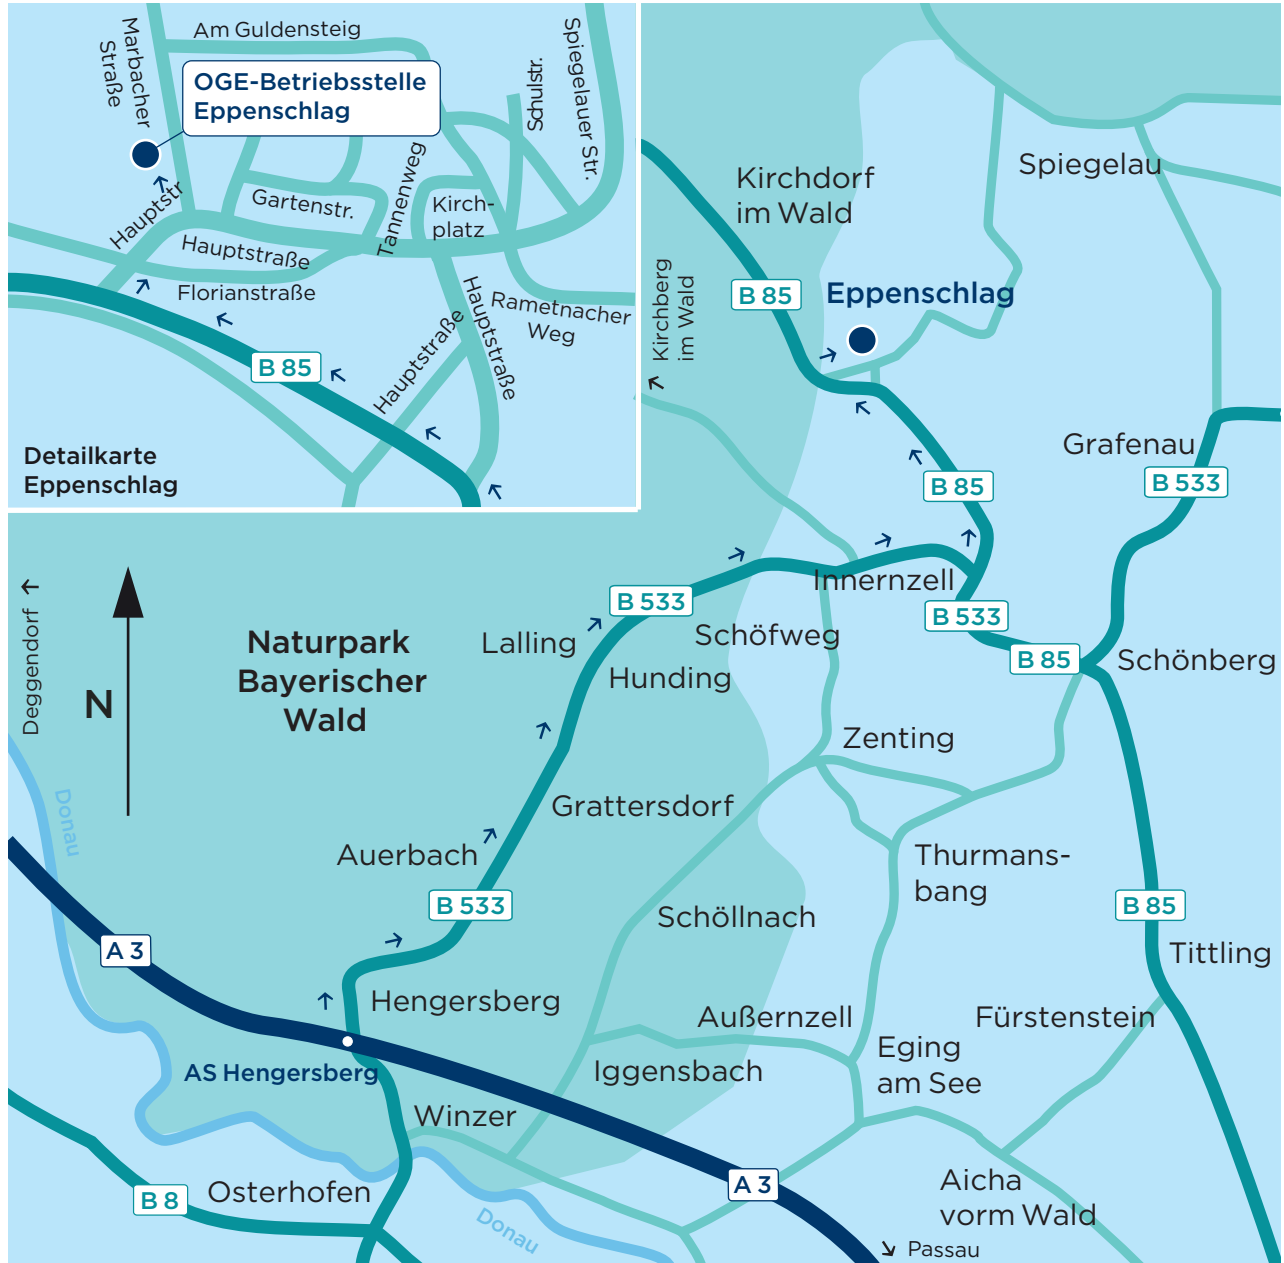 Am Guldensteig
Marbacher
Straße
OGE-Betriebsstelle
Eppenschlag
Schulstr.
Spiegelauer Str.
Hauptstr
Gartenstr.
Tannenweg
Kirch-
platz
Hauptstraße
Florianstraße
Hauptstraße
Hauptstraße
Rametnacher
Weg
B 85
Detailkarte
Eppenschlag
Kirchdorf
im Wald
Spiegelau
B 85
Eppenschlag
Kirchberg
im Wald
Grafenau
B 85
B 533
Deggendorf
N
Naturpark
Bayerischer
Wald
Innernzell
B 533
B 533
Lalling
Schöfweg
B 85
Schönberg
Hunding
Zenting
Donau
Grattersdorf
Auerbach
Thurmans-
bang
B 533
Schöllnach
B 85
A 3
Tittling
Hengersberg
Außernzell
Fürstenstein
AS Hengersberg
Iggensbach
Eging
am See
Winzer
B 8
Osterhofen
A 3
Aicha
vorm Wald
Donau
Passau